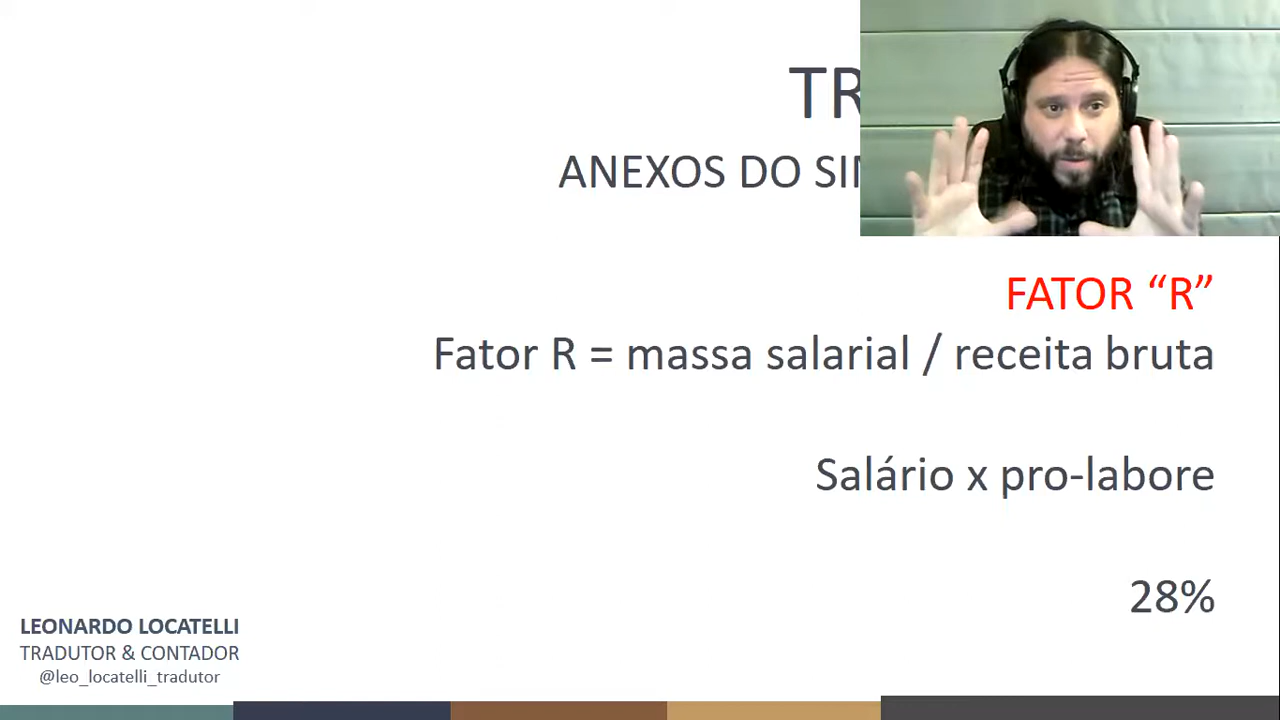 TR
ANEXOS DO SI
FATOR “R”
Fator R = massa salarial / receita bruta
Salário x pro-labore
28%
LEONARDO LOCATELLI
TRADUTOR & CONTADOR
@leo_locatelli_tradutor